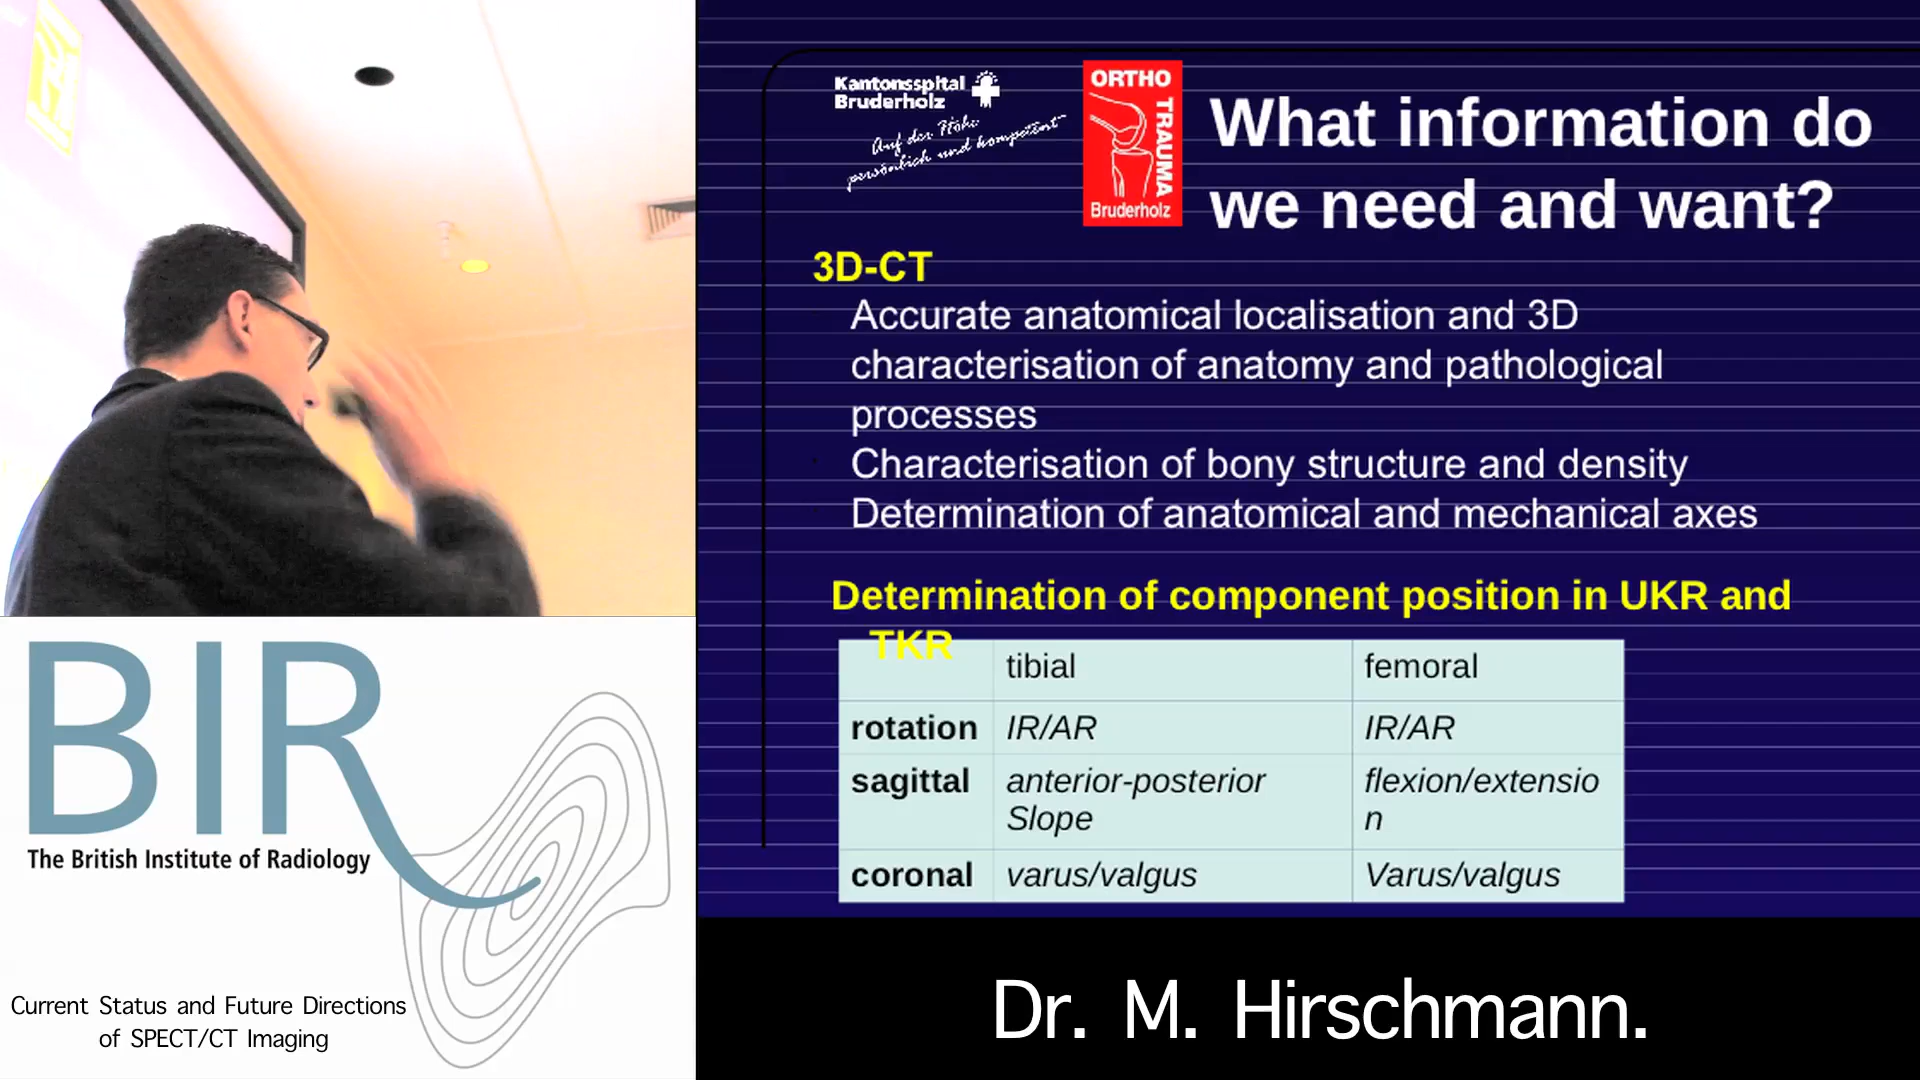 Kantonsspital
Bruderholz
Auf der Höhe
persönlich und kompetent
ORTHO
TRAUMA
Bruderholz
What information do
we need and want?
3D-CT
Accurate anatomical localisation and 3D
characterisation of anatomy and pathological
processes
Characterisation of bony structure and density
Determination of anatomical and mechanical axes
Determination of component position in UKR and
TKR
tibial femoral
rotation IR/AR IR/AR
sagittal anterior-posterior flexion/extensio
Slope n
coronal varus/valgus Varus/valgus
BIR
The British Institute of Radiology
Current Status and Future Directions
of SPECT/CT Imaging
Dr. M. Hirschmann.